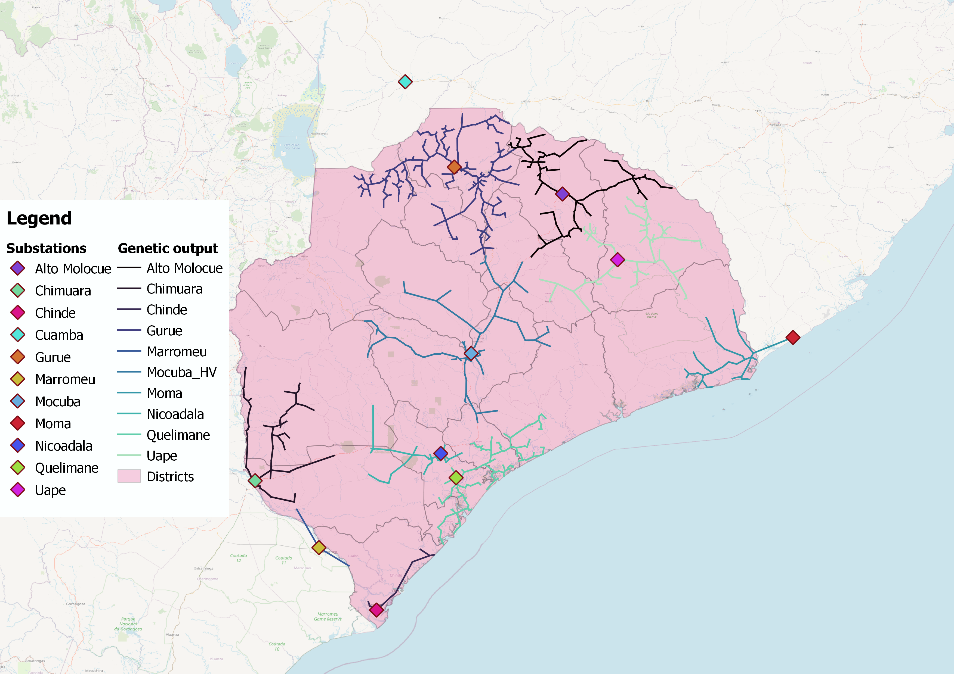 Legend
Substations
Alto Molocue
Chimuara
Chinde
Cuamba
Gurue
Marromeu
Mocuba
Moma
Nicoadala
Quelimane
Uape
Genetic output
Alto Molocue
Chimuara
Chinde
Gurue
Marromeu
Mocuba_HV
Moma
Nicoadala
Quelimane
Uape
Districts